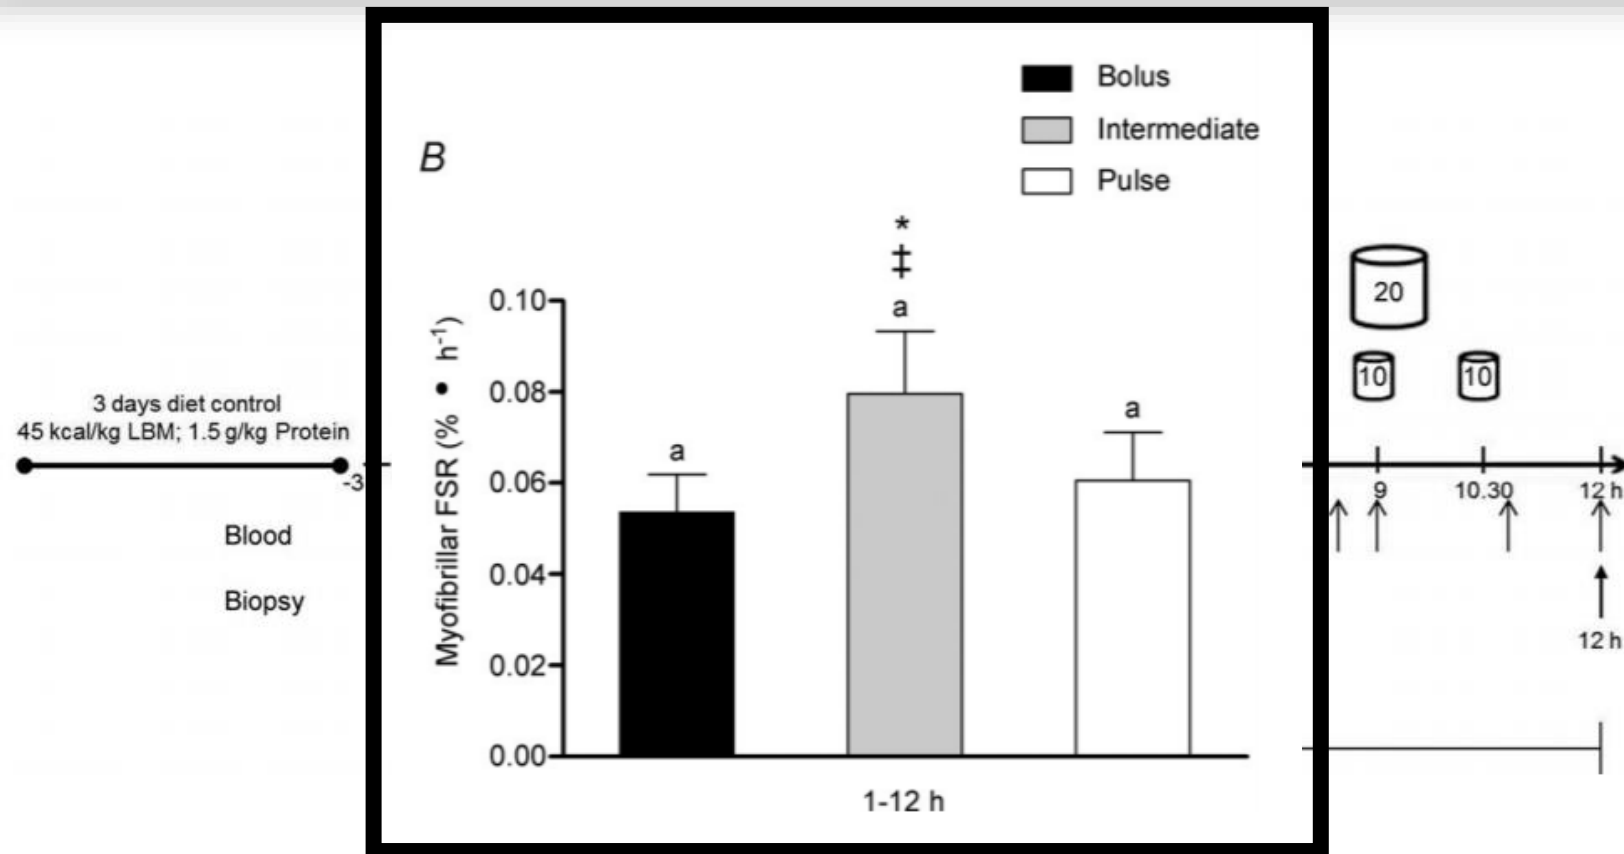 3 days diet control
45 kcal/kg LBM; 1.5 g/kg Protein
-3
Blood
Biopsy
B
Bolus
Intermediate
Pulse
*
‡
a
a
a
Myofibrillar FSR (% • h⁻¹)
0.10
0.08
0.06
0.04
0.02
0.00
1-12 h
20
10
10
9
10.30
12 h
12 h